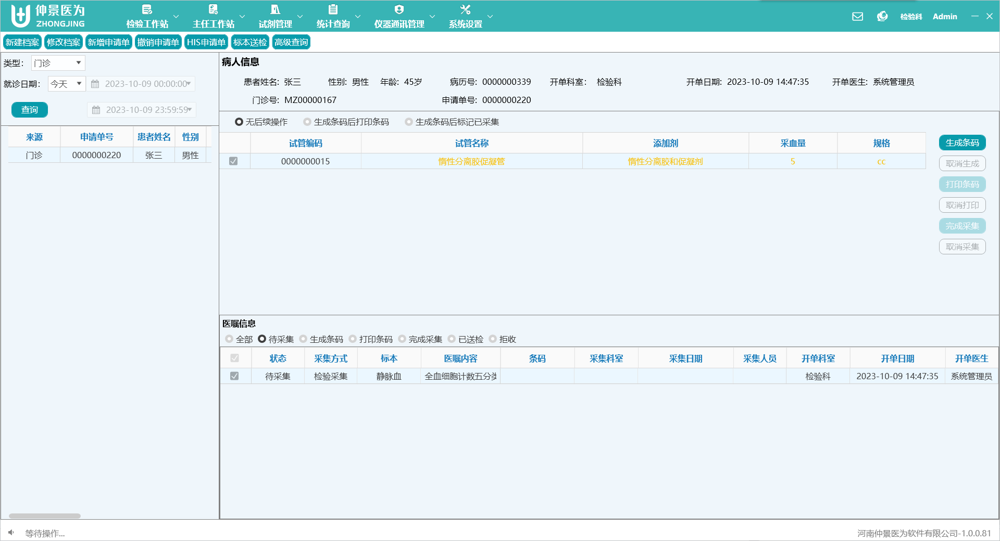 仲景医为
ZHONGJING
检验工作站 主任工作站 试剂管理 统计查询 仪器通讯管理 系统设置 检验科 Admin
新建档案 修改档案 新增申请单 撤销申请单 HIS申请单 标本送检 高级查询
类型: 门诊
就诊日期: 今天 2023-10-09 00:00:00
查询 2023-10-09 23:59:59
来源 申请单号 患者姓名 性别
门诊 0000000220 张三 男性
病人信息
患者姓名: 张三 性别: 男性 年龄: 45岁 病历号: 0000000339 开单科室: 检验科 开单日期: 2023-10-09 14:47:35 开单医生: 系统管理员
门诊号: MZ00000167 申请单号: 0000000220
无后续操作 生成条码后打印条码 生成条码后标记已采集
试管编码 试管名称 添加剂 采血量 规格
0000000015 惰性分离胶促凝管 惰性分离胶和促凝剂 5 cc
生成条码
取消生成
打印条码
取消打印
完成采集
取消采集
医嘱信息
全部 待采集 生成条码 打印条码 完成采集 已送检 拒收
状态 采集方式 标本 医嘱内容 条码 采集科室 采集日期 采集人员 开单科室 开单日期 开单医生
待采集 检验采集 静脉血 全血细胞计数五分类 检验科 2023-10-09 14:47:35 系统管理员
等待操作... 河南仲景医为软件有限公司-1.0.0.81